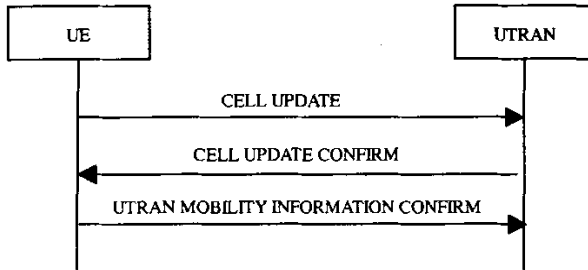 UE
UTRAN
CELL UPDATE
CELL UPDATE CONFIRM
UTRAN MOBILITY INFORMATION CONFIRM